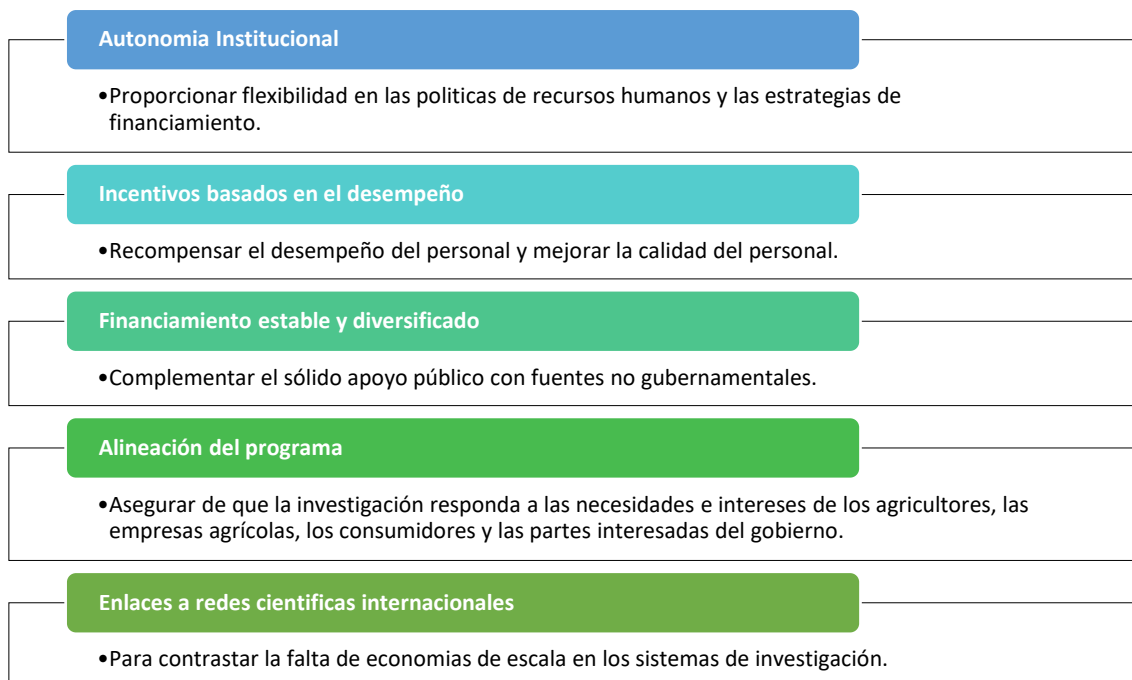 Autonomia Institucional
•Proporcionar flexibilidad en las politicas de recursos humanos y las estrategias de
financiamiento.
Incentivos basados en el desempeño
•Recompensar el desempeño del personal y mejorar la calidad del personal.
Financiamiento estable y diversificado
•Complementar el sólido apoyo público con fuentes no gubernamentales.
Alineación del programa
•Asegurar de que la investigación responda a las necesidades e intereses de los agricultores, las
empresas agrícolas, los consumidores y las partes interesadas del gobierno.
Enlaces a redes cientificas internacionales
•Para contrastar la falta de economias de escala en los sistemas de investigación.